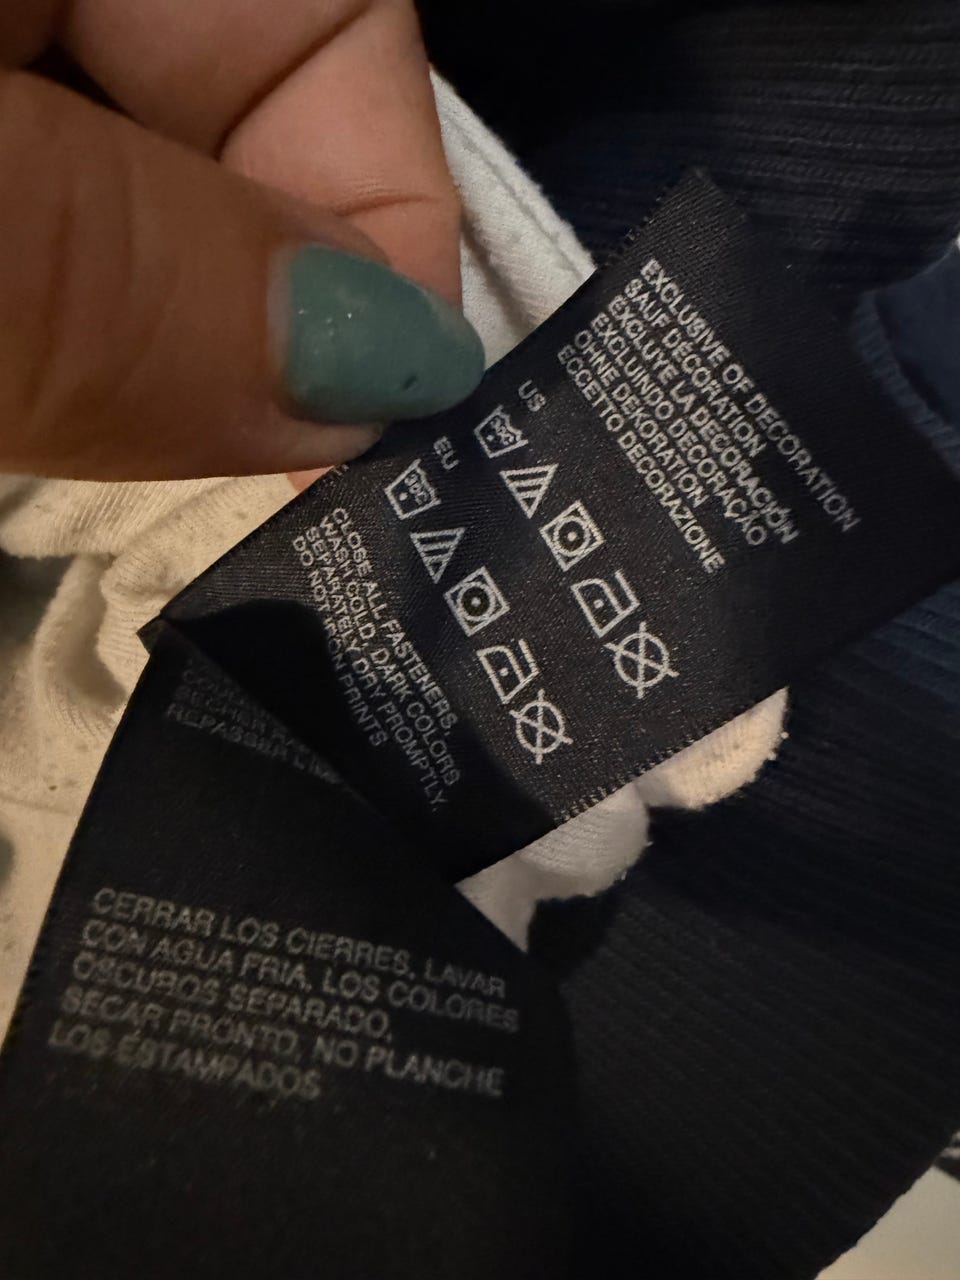 EXCLUSIVE OF DECORATION
SAUF DECORATION
EXCLUYE LA DECORACIÓN
EXCLUINDO DECORAÇÃO
OHNE DEKORATION
ECCETTO DECORAZIONE
US
EU
CLOSE ALL FASTENERS,
WASH COLD, DARK COLORS
SEPARATELY, DRY PROMPTLY,
DO NOT IRON PRINTS
REPASSER
CERRAR LOS CIERRES, LAVAR
CON AGUA FRIA, LOS COLORES
OSCUROS SEPARADO,
SECAR PRONTO, NO PLANCHE
LOS ESTAMPADOS